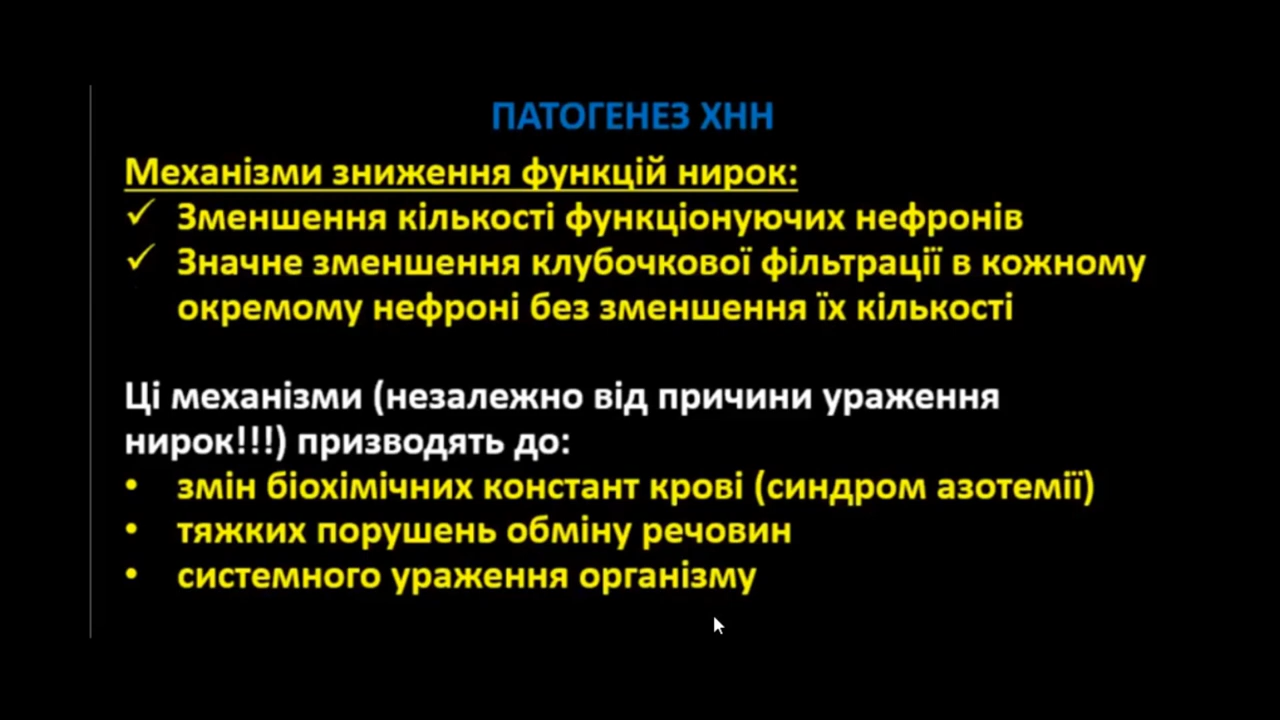 ПАТОГЕНЕЗ ХНН
Механізми зниження функцій нирок:
✓ Зменшення кількості функціонуючих нефронів
✓ Значне зменшення клубочкової фільтрації в кожному
окремому нефроні без зменшення їх кількості
Ці механізми (незалежно від причини ураження
нирок!!!) призводять до:
• змін біохімічних констант крові (синдром азотемії)
• тяжких порушень обміну речовин
• системного ураження організму